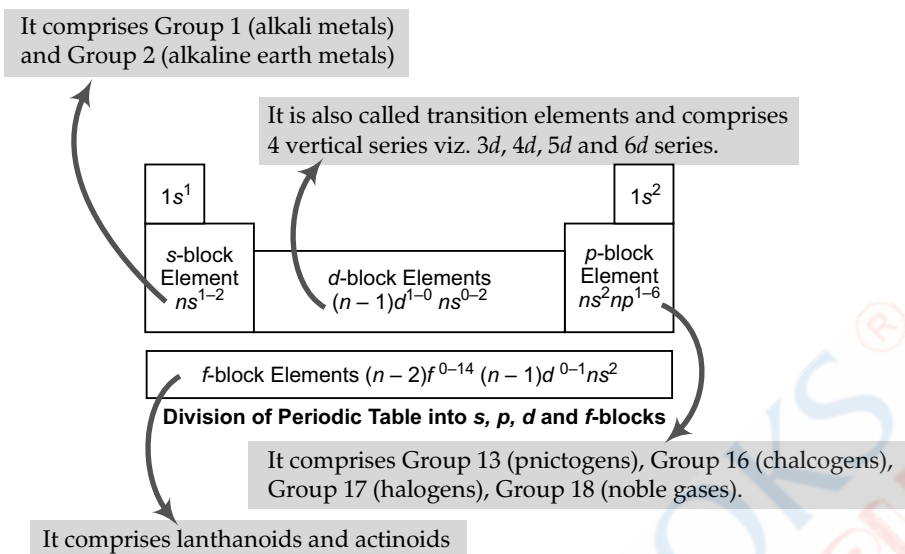 It comprises Group 1 (alkali metals)
and Group 2 (alkaline earth metals)
It is also called transition elements and comprises
4 vertical series viz. 3d, 4d, 5d and 6d series.
1s¹
1s²
s-block
Element
ns¹⁻²
d-block Elements
(n – 1)d¹⁻⁰ ns⁰⁻²
p-block
Element
ns²np¹⁻⁶
f-block Elements (n – 2)f⁰⁻¹⁴ (n – 1)d⁰⁻¹ns²
Division of Periodic Table into s, p, d and f-blocks
It comprises Group 13 (pnictogens), Group 16 (chalcogens),
Group 17 (halogens), Group 18 (noble gases).
It comprises lanthanoids and actinoids